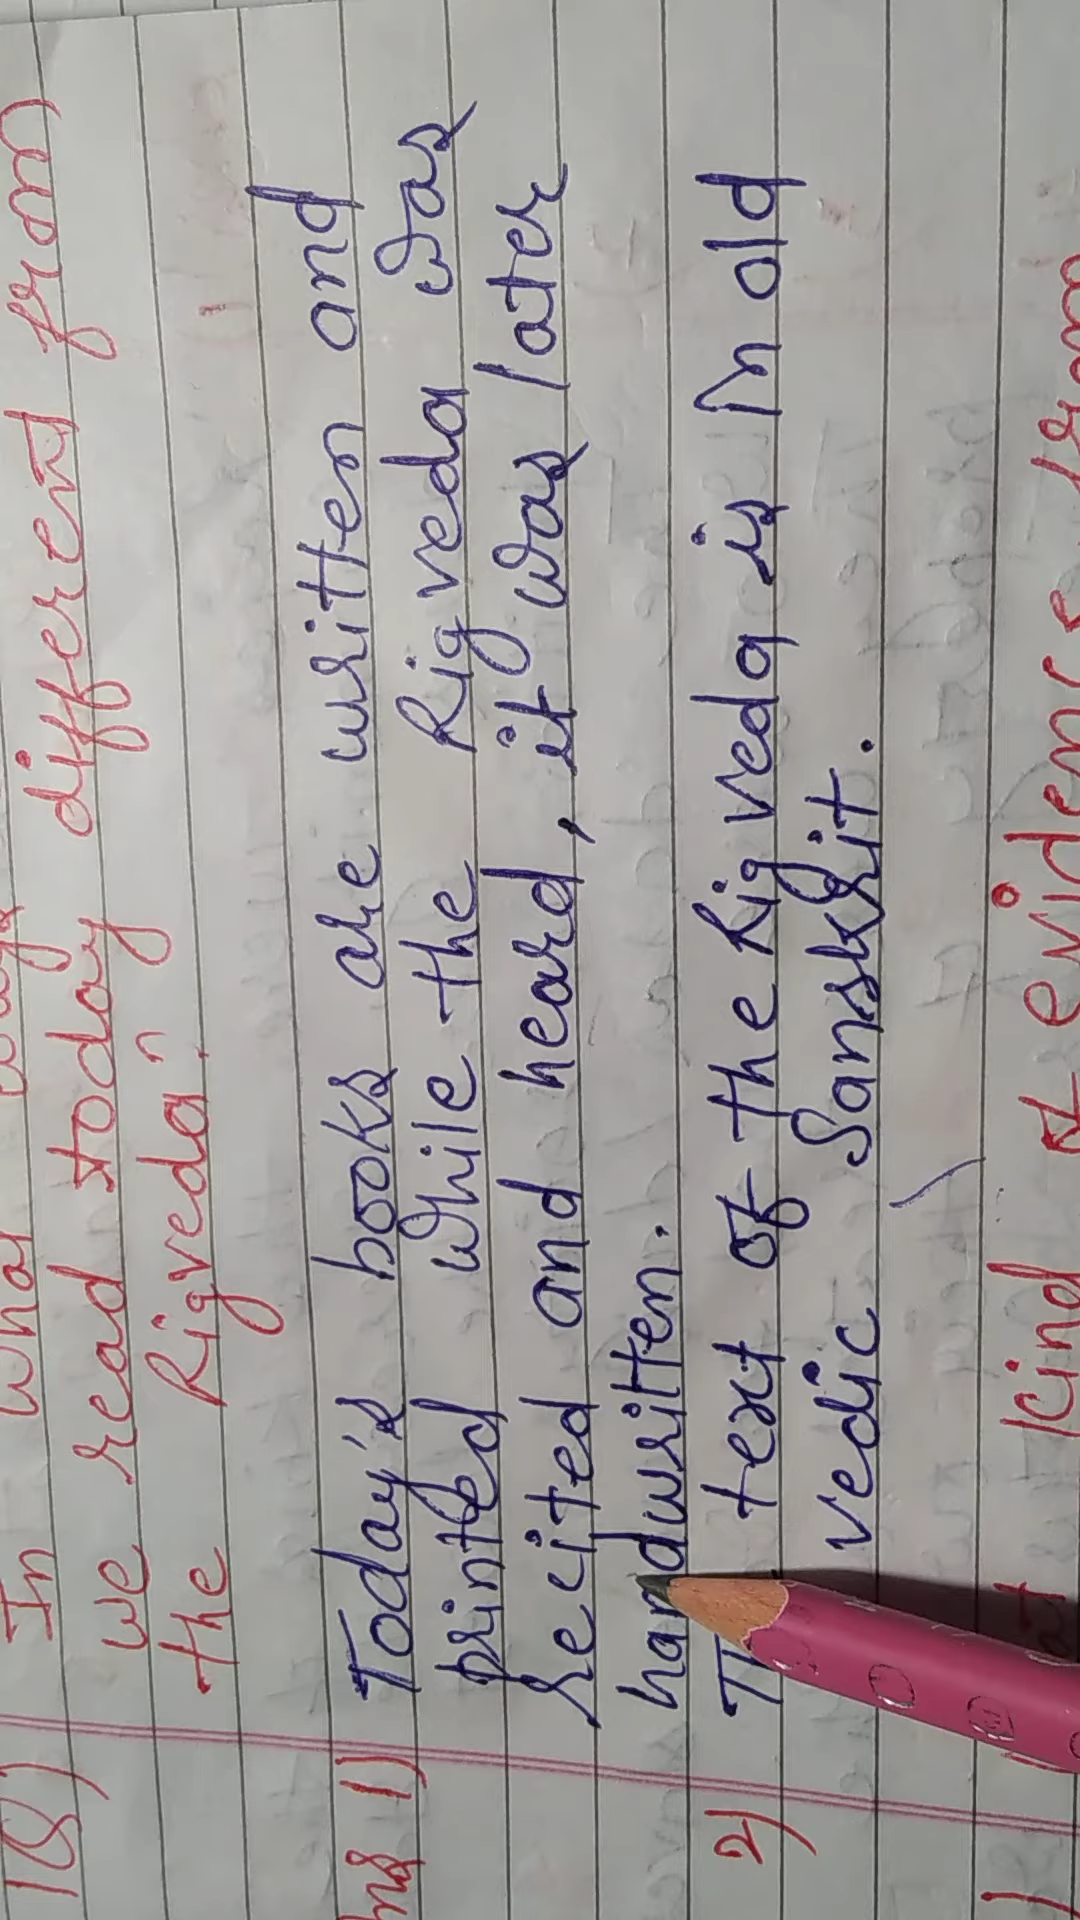 18) In what ways
we read today different from
the Rigveda".
Ans 1) Today's books are written and
printed while the Rigveda was
recited and heard, it was later
handwritten.
2) text of the Rigveda is In old
vedic Sanskrit.
kind of evidence from